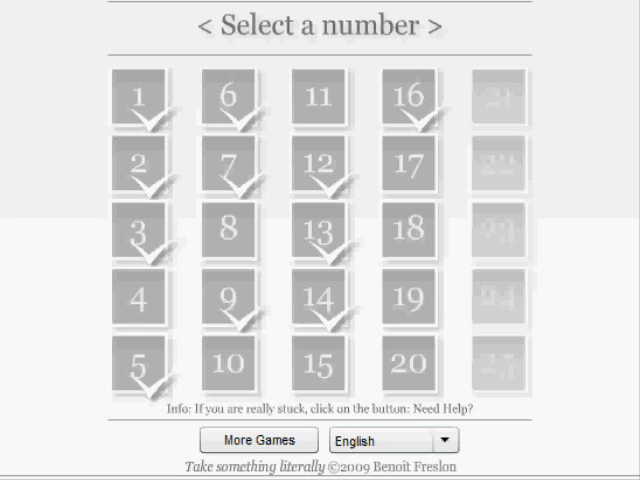 < Select a number >
1 6 11 16
2 7 12 17
3 8 13 18
4 9 14 19
5 10 15 20
Info: If you are really stuck, click on the button: Need Help?
More Games English
Take something literally ©2009 Benoit Freslon